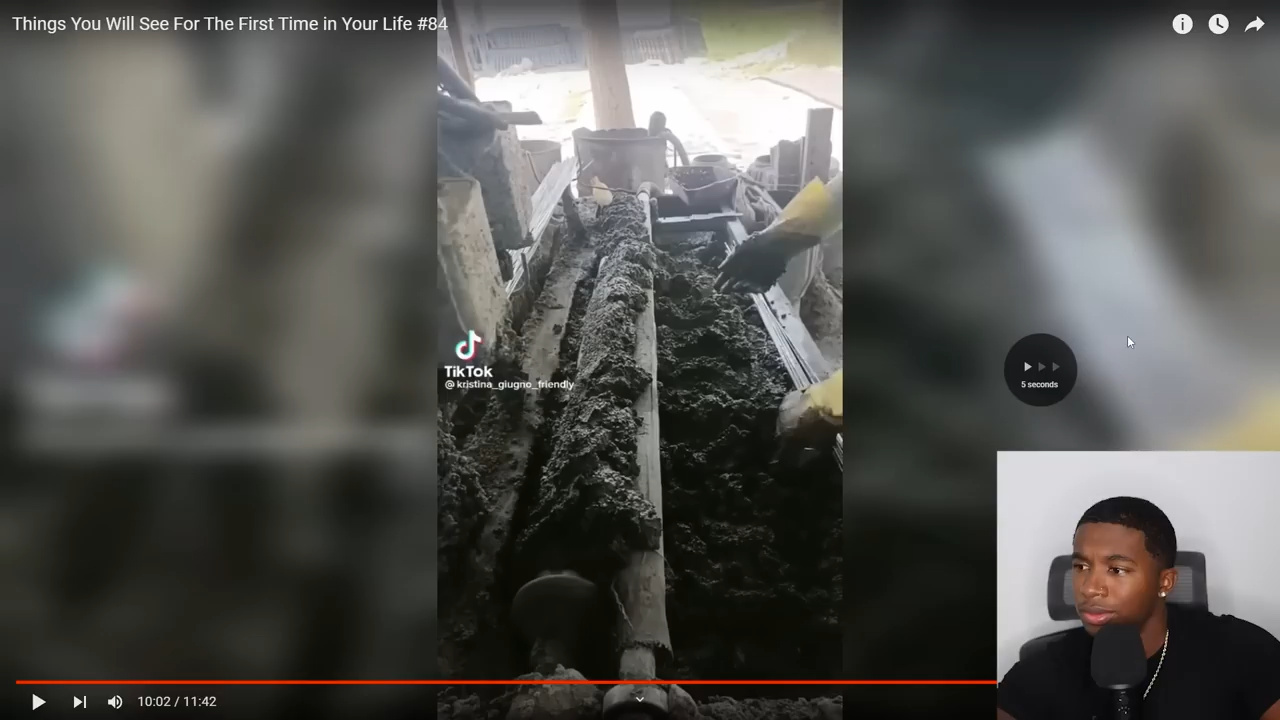 Things You Will See For The First Time in Your Life #84
TikTok
@kristina_giugno_friendly
5 seconds
10:02 / 11:42